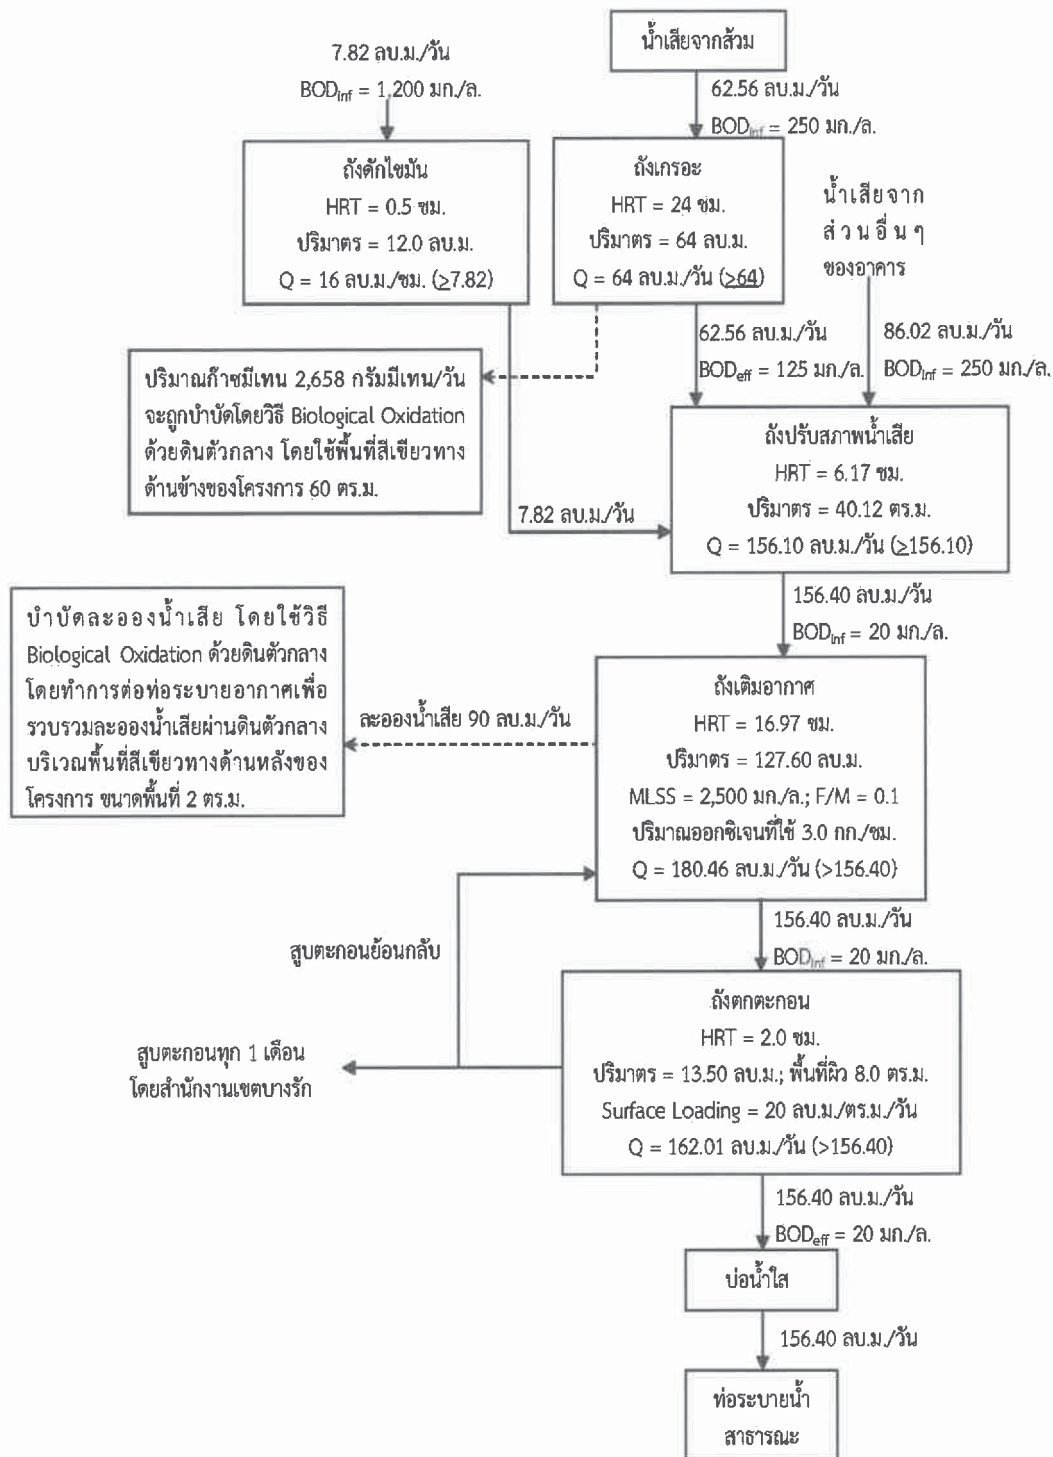 น้ำเสียจากส้วม
7.82 ลบ.ม./วัน
BODinf = 1,200 มก./ล.
62.56 ลบ.ม./วัน
BODinf = 250 มก./ล.
ถังดักไขมัน
HRT = 0.5 ชม.
ปริมาตร = 12.0 ลบ.ม.
Q = 16 ลบ.ม./ชม. (≥7.82)
ถังเกรอะ
HRT = 24 ชม.
ปริมาตร = 64 ลบ.ม.
Q = 64 ลบ.ม./วัน (≥64)
น้ำเสียจาก
ส่วนอื่นๆ
ของอาคาร
62.56 ลบ.ม./วัน
BODeff = 125 มก./ล.
86.02 ลบ.ม./วัน
BODinf = 250 มก./ล.
ปริมาณก๊าซมีเทน 2,658 กรัมมีเทน/วัน
จะถูกบำบัดโดยวิธี Biological Oxidation
ด้วยดินตัวกลาง โดยใช้พื้นที่สีเขียวทาง
ด้านข้างของโครงการ 60 ตร.ม.
7.82 ลบ.ม./วัน
ถังปรับสภาพน้ำเสีย
HRT = 6.17 ชม.
ปริมาตร = 40.12 ตร.ม.
Q = 156.10 ลบ.ม./วัน (≥156.10)
156.40 ลบ.ม./วัน
BODinf = 20 มก./ล.
บำบัดละอองน้ำเสีย โดยใช้วิธี
Biological Oxidation ด้วยดินตัวกลาง
โดยทำการต่อท่อระบายอากาศเพื่อ
รวบรวมละอองน้ำเสียผ่านดินตัวกลาง
บริเวณพื้นที่สีเขียวทางด้านหลังของ
โครงการ ขนาดพื้นที่ 2 ตร.ม.
ละอองน้ำเสีย 90 ลบ.ม./วัน
ถังเติมอากาศ
HRT = 16.97 ชม.
ปริมาตร = 127.60 ลบ.ม.
MLSS = 2,500 มก./ล.; F/M = 0.1
ปริมาณออกซิเจนที่ใช้ 3.0 กก./ชม.
Q = 180.46 ลบ.ม./วัน (>156.40)
156.40 ลบ.ม./วัน
BODinf = 20 มก./ล.
สูบตะกอนย้อนกลับ
ถังตกตะกอน
HRT = 2.0 ชม.
ปริมาตร = 13.50 ลบ.ม.; พื้นที่ผิว 8.0 ตร.ม.
Surface Loading = 20 ลบ.ม./ตร.ม./วัน
Q = 162.01 ลบ.ม./วัน (>156.40)
สูบตะกอนทุก 1 เดือน
โดยสำนักงานเขตบางรัก
156.40 ลบ.ม./วัน
BODeff = 20 มก./ล.
บ่อน้ำใส
156.40 ลบ.ม./วัน
ท่อระบายน้ำ
สาธารณะ